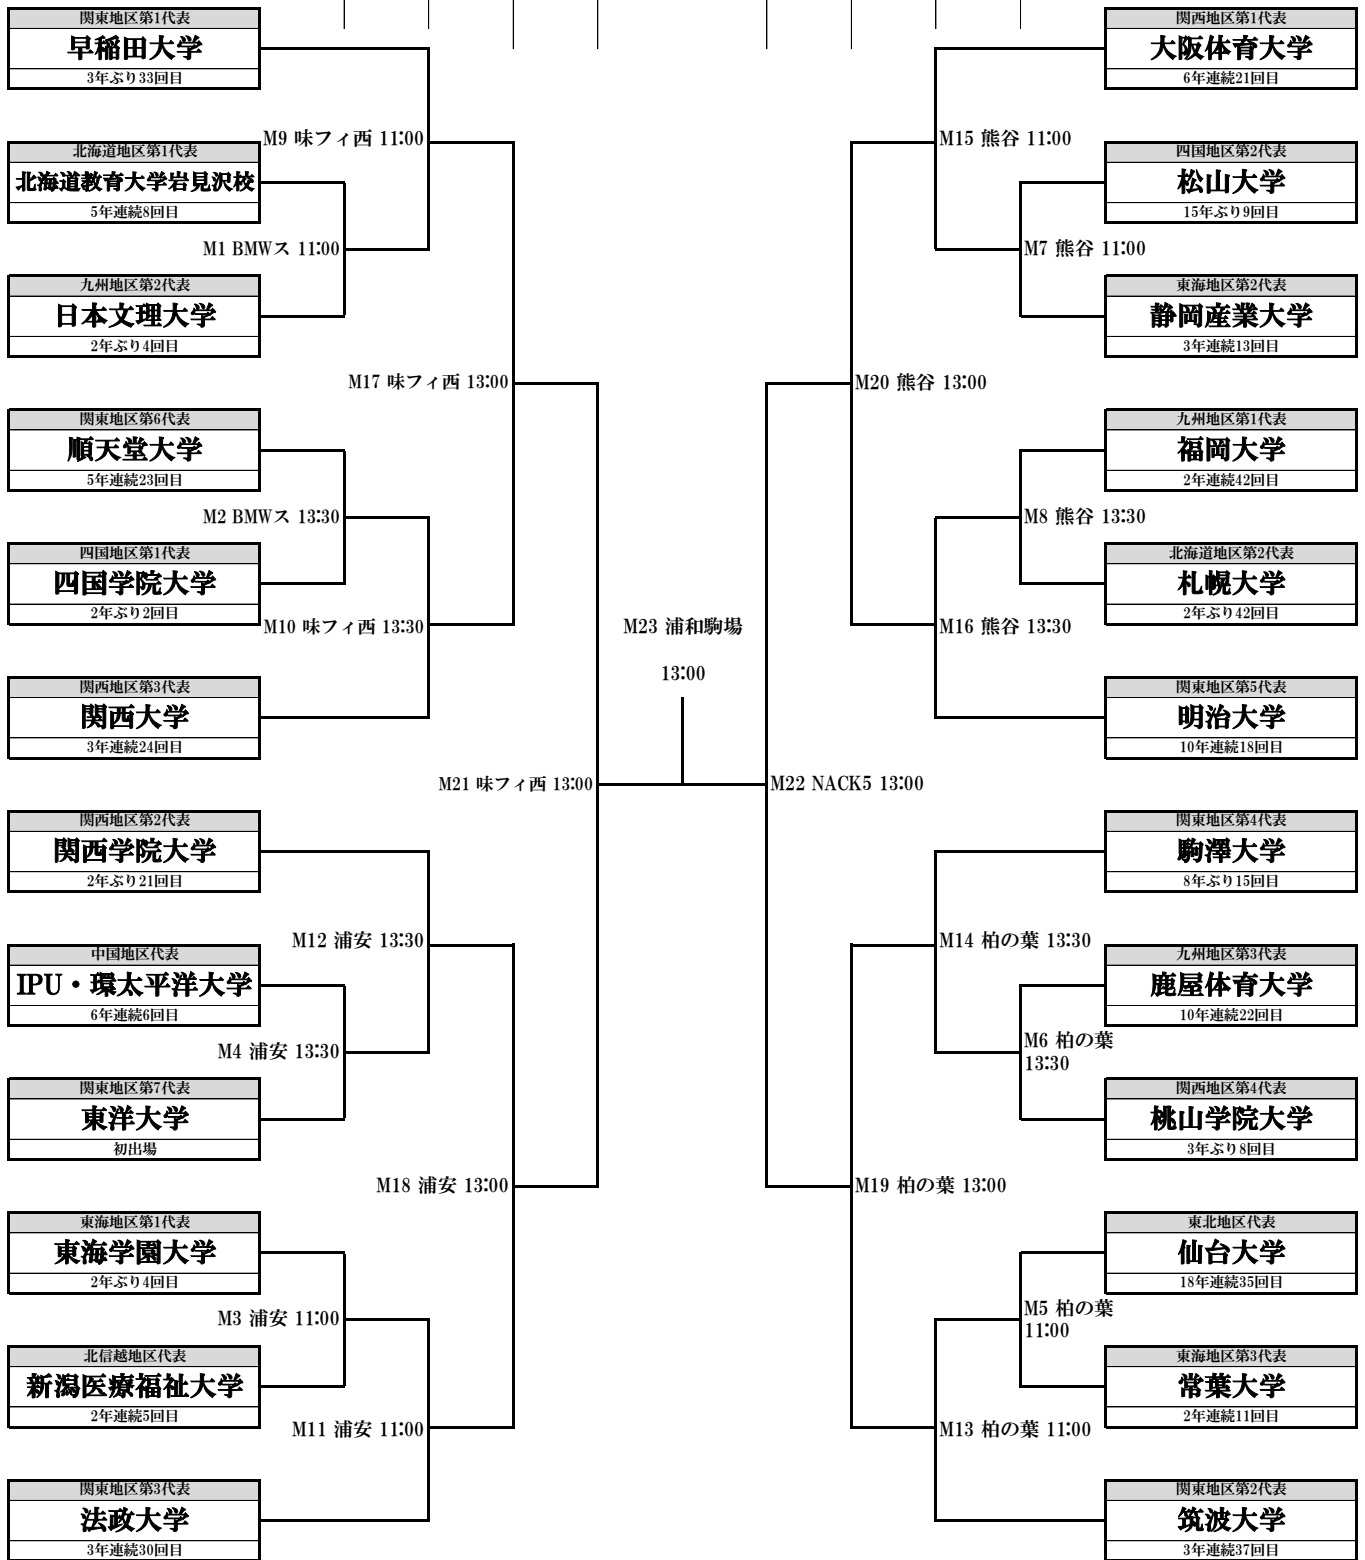 関東地区第1代表
早稲田大学
3年ぶり33回目
M9 味フィ西 11:00
北海道地区第1代表
北海道教育大学岩見沢校
5年連続8回目
M1 BMWス 11:00
九州地区第2代表
日本文理大学
2年ぶり4回目
M17 味フィ西 13:00
関東地区第6代表
順天堂大学
5年連続23回目
M2 BMWス 13:30
四国地区第1代表
四国学院大学
2年ぶり2回目
M10 味フィ西 13:30
関西地区第3代表
関西大学
3年連続24回目
M21 味フィ西 13:00
関西地区第2代表
関西学院大学
2年ぶり21回目
M12 浦安 13:30
中国地区代表
IPU・環太平洋大学
6年連続6回目
M4 浦安 13:30
関東地区第7代表
東洋大学
初出場
M18 浦安 13:00
東海地区第1代表
東海学園大学
2年ぶり4回目
M3 浦安 11:00
北信越地区代表
新潟医療福祉大学
2年連続5回目
M11 浦安 11:00
関東地区第3代表
法政大学
3年連続30回目
M23 浦和駒場
13:00
関西地区第1代表
大阪体育大学
6年連続21回目
M15 熊谷 11:00
四国地区第2代表
松山大学
15年ぶり9回目
M7 熊谷 11:00
東海地区第2代表
静岡産業大学
3年連続13回目
M20 熊谷 13:00
九州地区第1代表
福岡大学
2年連続42回目
M8 熊谷 13:30
北海道地区第2代表
札幌大学
2年ぶり42回目
M16 熊谷 13:30
関東地区第5代表
明治大学
10年連続18回目
M22 NACK5 13:00
関東地区第4代表
駒澤大学
8年ぶり15回目
M14 柏の葉 13:30
九州地区第3代表
鹿屋体育大学
10年連続22回目
M6 柏の葉
13:30
関西地区第4代表
桃山学院大学
3年ぶり8回目
M19 柏の葉 13:00
東北地区代表
仙台大学
18年連続35回目
M5 柏の葉
11:00
東海地区第3代表
常葉大学
2年連続11回目
M13 柏の葉 11:00
関東地区第2代表
筑波大学
3年連続37回目